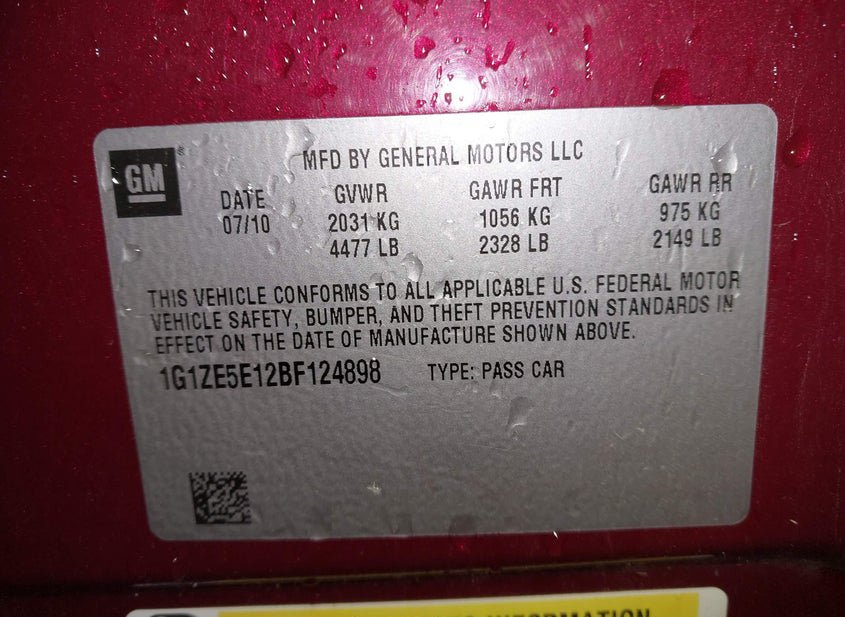 GM
MFD BY GENERAL MOTORS LLC
DATE GVWR GAWR FRT GAWR RR
07/10 2031 KG 1056 KG 975 KG
4477 LB 2328 LB 2149 LB
THIS VEHICLE CONFORMS TO ALL APPLICABLE U.S. FEDERAL MOTOR
VEHICLE SAFETY, BUMPER, AND THEFT PREVENTION STANDARDS IN
EFFECT ON THE DATE OF MANUFACTURE SHOWN ABOVE.
1G1ZE5E12BF124898 TYPE: PASS CAR
INFORMATION